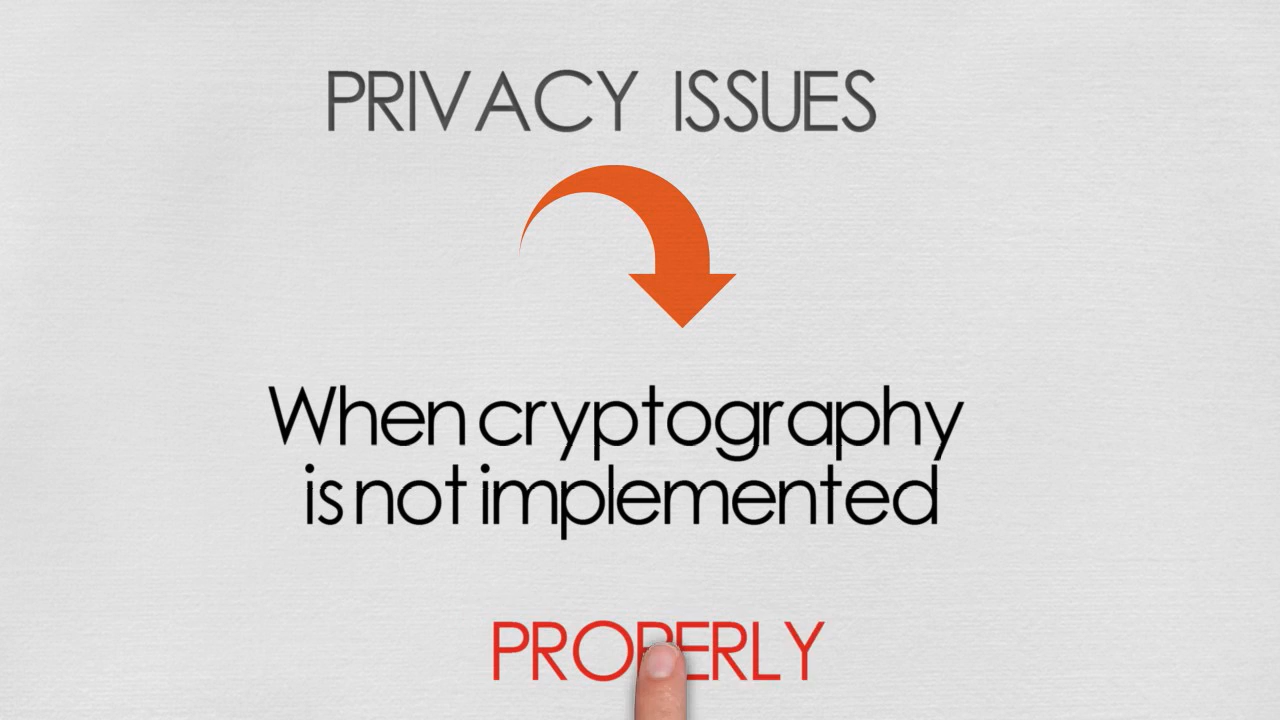 PRIVACY ISSUES
When cryptography
is not implemented
PROPERLY